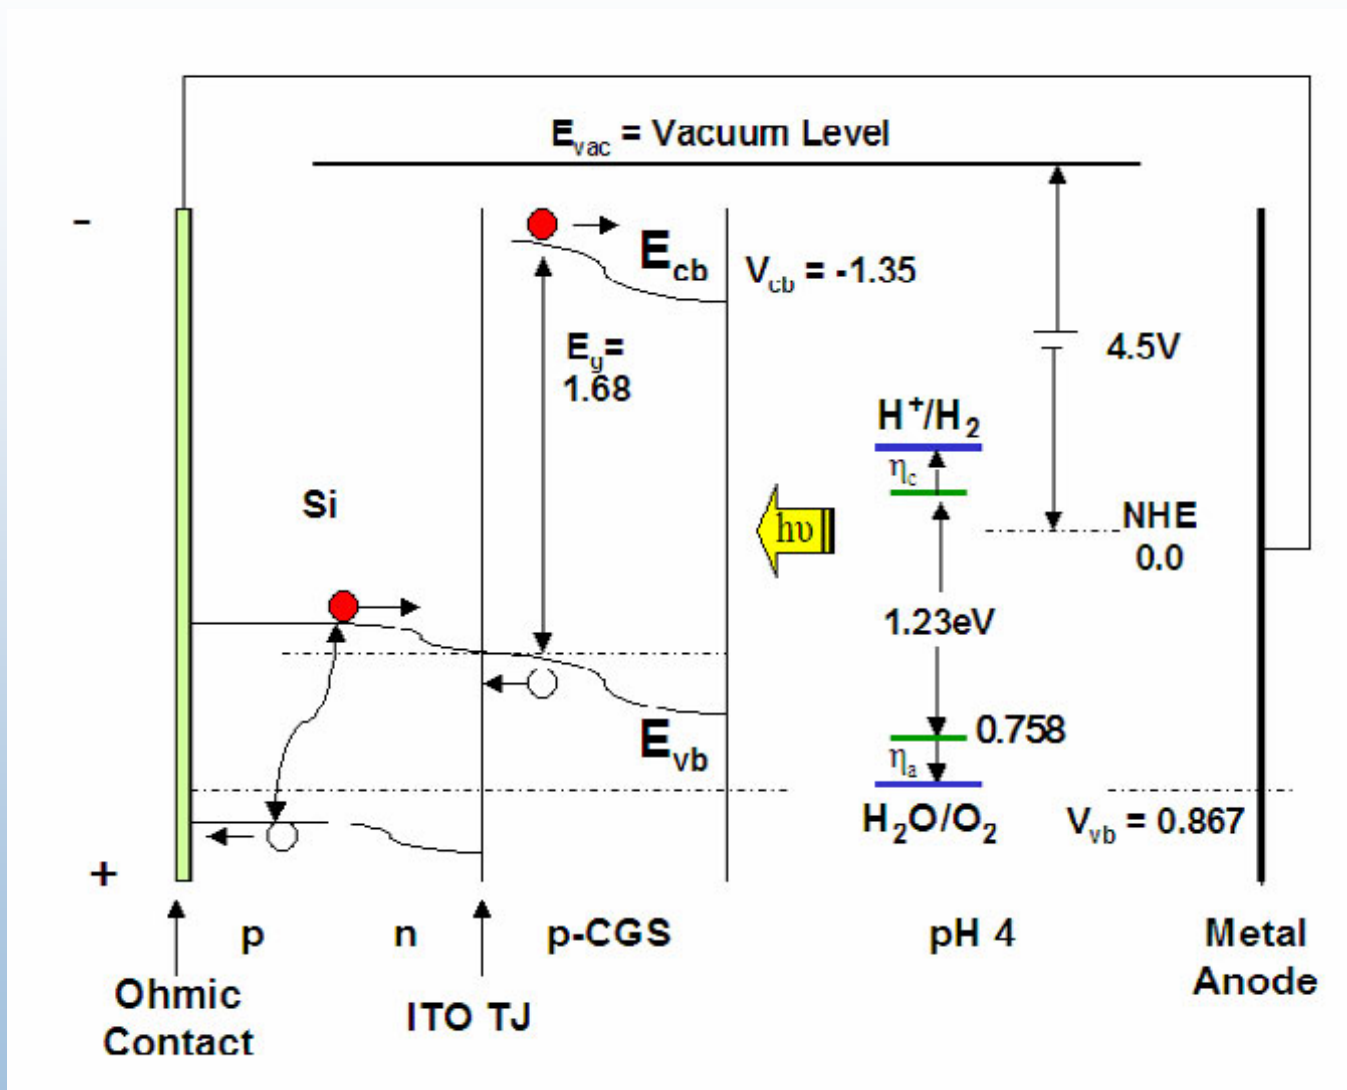 E_vac = Vacuum Level
-
E_cb
V_cb = -1.35
E_g=
1.68
4.5V
H⁺/H₂
η_c
Si
hυ
NHE
0.0
1.23eV
0.758
E_vb
η_a
H₂O/O₂
V_vb = 0.867
+
p
n
p-CGS
pH 4
Metal
Anode
Ohmic
Contact
ITO TJ